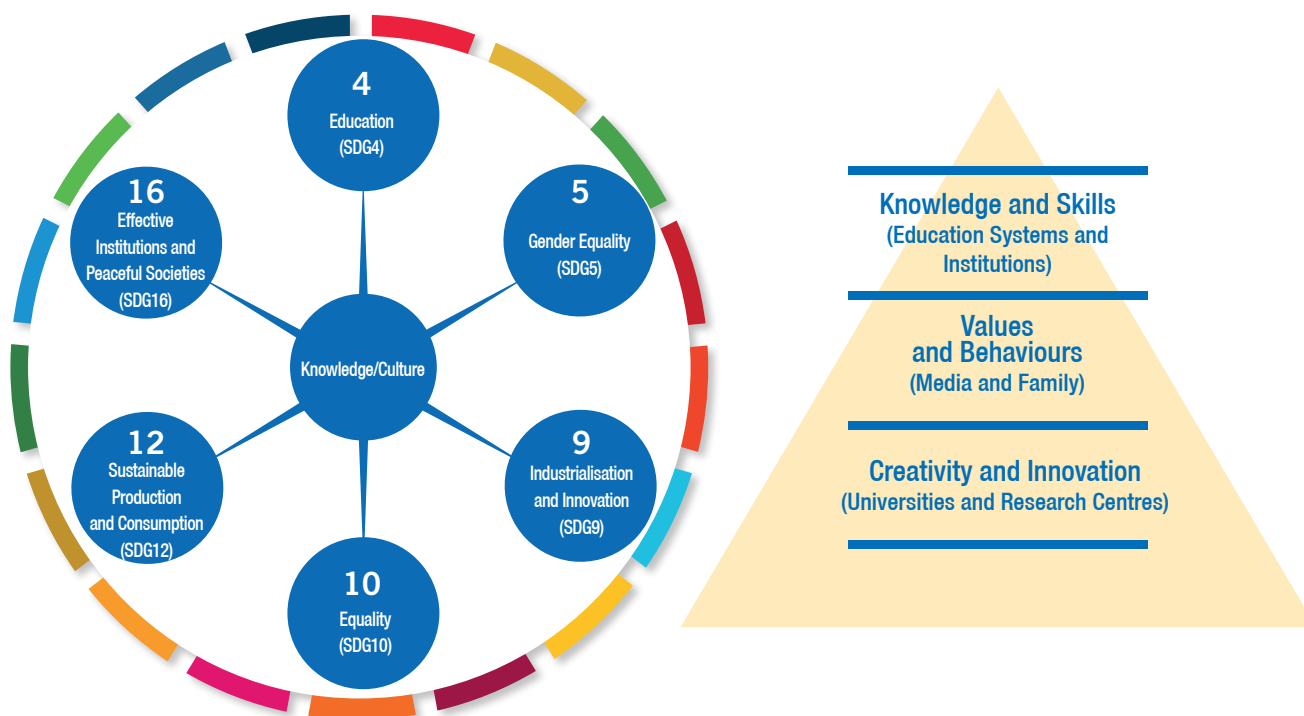 4
Education
(SDG4)
5
Gender Equality
(SDG5)
9
Industrialisation
and Innovation
(SDG9)
10
Equality
(SDG10)
12
Sustainable
Production
and Consumption
(SDG12)
16
Effective
Institutions and
Peaceful Societies
(SDG16)
Knowledge/Culture
Knowledge and Skills
(Education Systems and
Institutions)
Values
and Behaviours
(Media and Family)
Creativity and Innovation
(Universities and Research Centres)